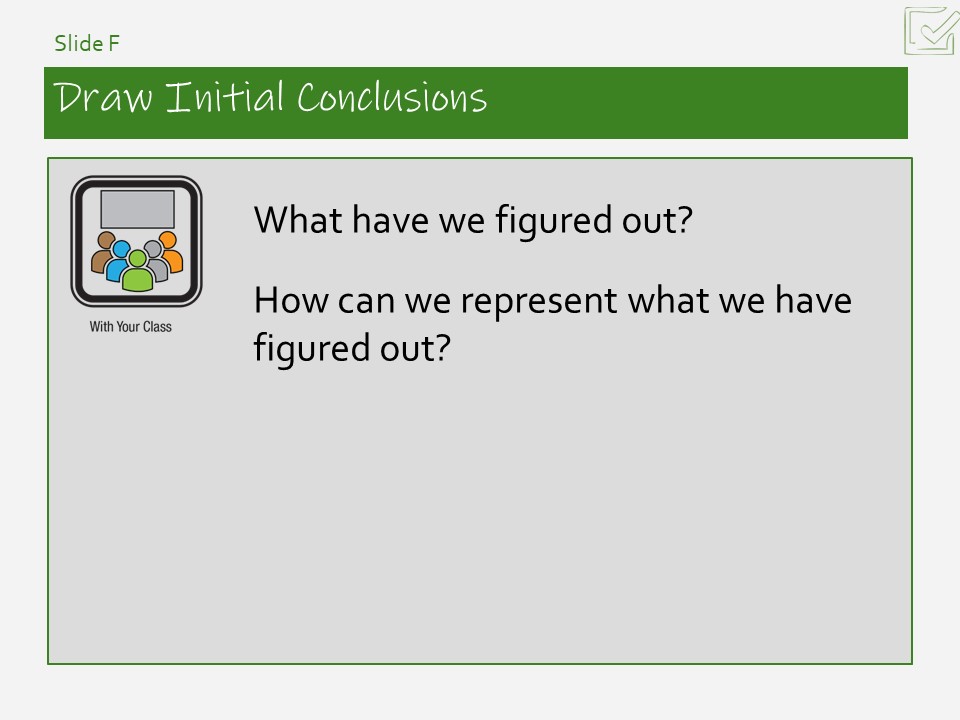 Slide F
Draw Initial Conclusions
With Your Class
What have we figured out?
How can we represent what we have
figured out?